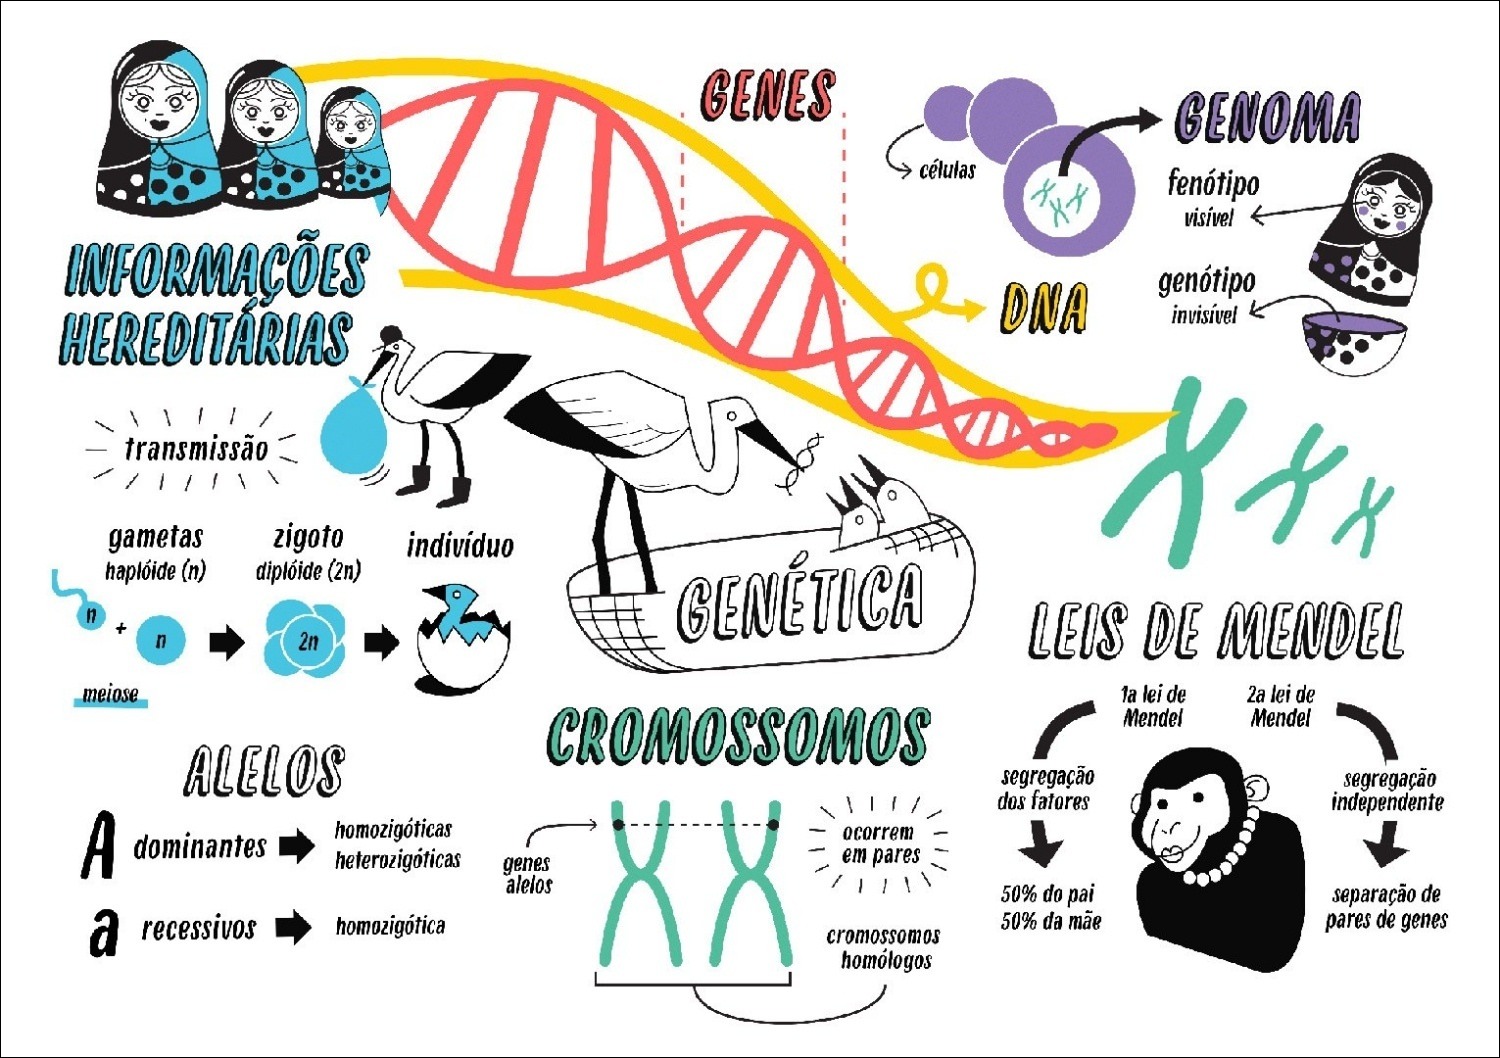 GENES
GENOMA
células
fenótipo
visível
genótipo
invisível
DNA
INFORMAÇÕES
HEREDITÁRIAS
transmissão
gametas
haplóide (n)
zigoto
diplóide (2n)
indivíduo
n
+
n
2n
meiose
GENÉTICA
LEIS DE MENDEL
1a lei de
Mendel
2a lei de
Mendel
segregação
dos fatores
segregação
independente
50% do pai
50% da mãe
separação de
pares de genes
ALELOS
A dominantes
homozigóticas
heterozigóticas
a recessivos
homozigótica
CROMOSSOMOS
genes
alelos
ocorrem
em pares
cromossomos
homólogos